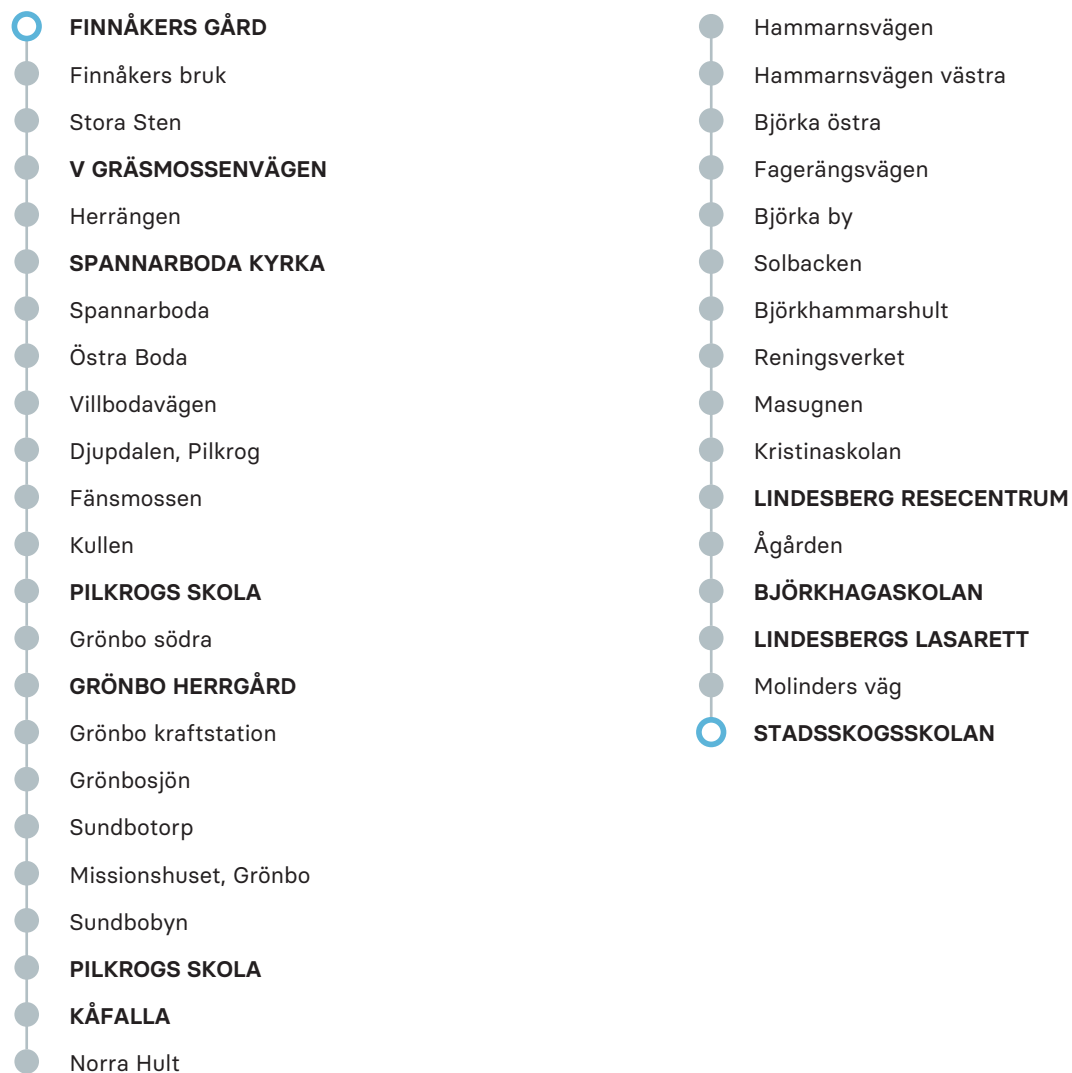 FINNÅKERS GÅRD
Finnåkers bruk
Stora Sten
V GRÄSMOSSENVÄGEN
Herrängen
SPANNARBODA KYRKA
Spannarboda
Östra Boda
Villbodavägen
Djupdalen, Pilkrog
Fänsmossen
Kullen
PILKROGS SKOLA
Grönbo södra
GRÖNBO HERRGÅRD
Grönbo kraftstation
Grönbosjön
Sundbotorp
Missionshuset, Grönbo
Sundbobyn
PILKROGS SKOLA
KÅFALLA
Norra Hult
Hammarnsvägen
Hammarnsvägen västra
Björka östra
Fagerängsvägen
Björka by
Solbacken
Björkhammarshult
Reningsverket
Masugnen
Kristinaskolan
LINDESBERG RESECENTRUM
Ågården
BJÖRKHAGASKOLAN
LINDESBERGS LASARETT
Molinders väg
STADSSKOGSSKOLAN